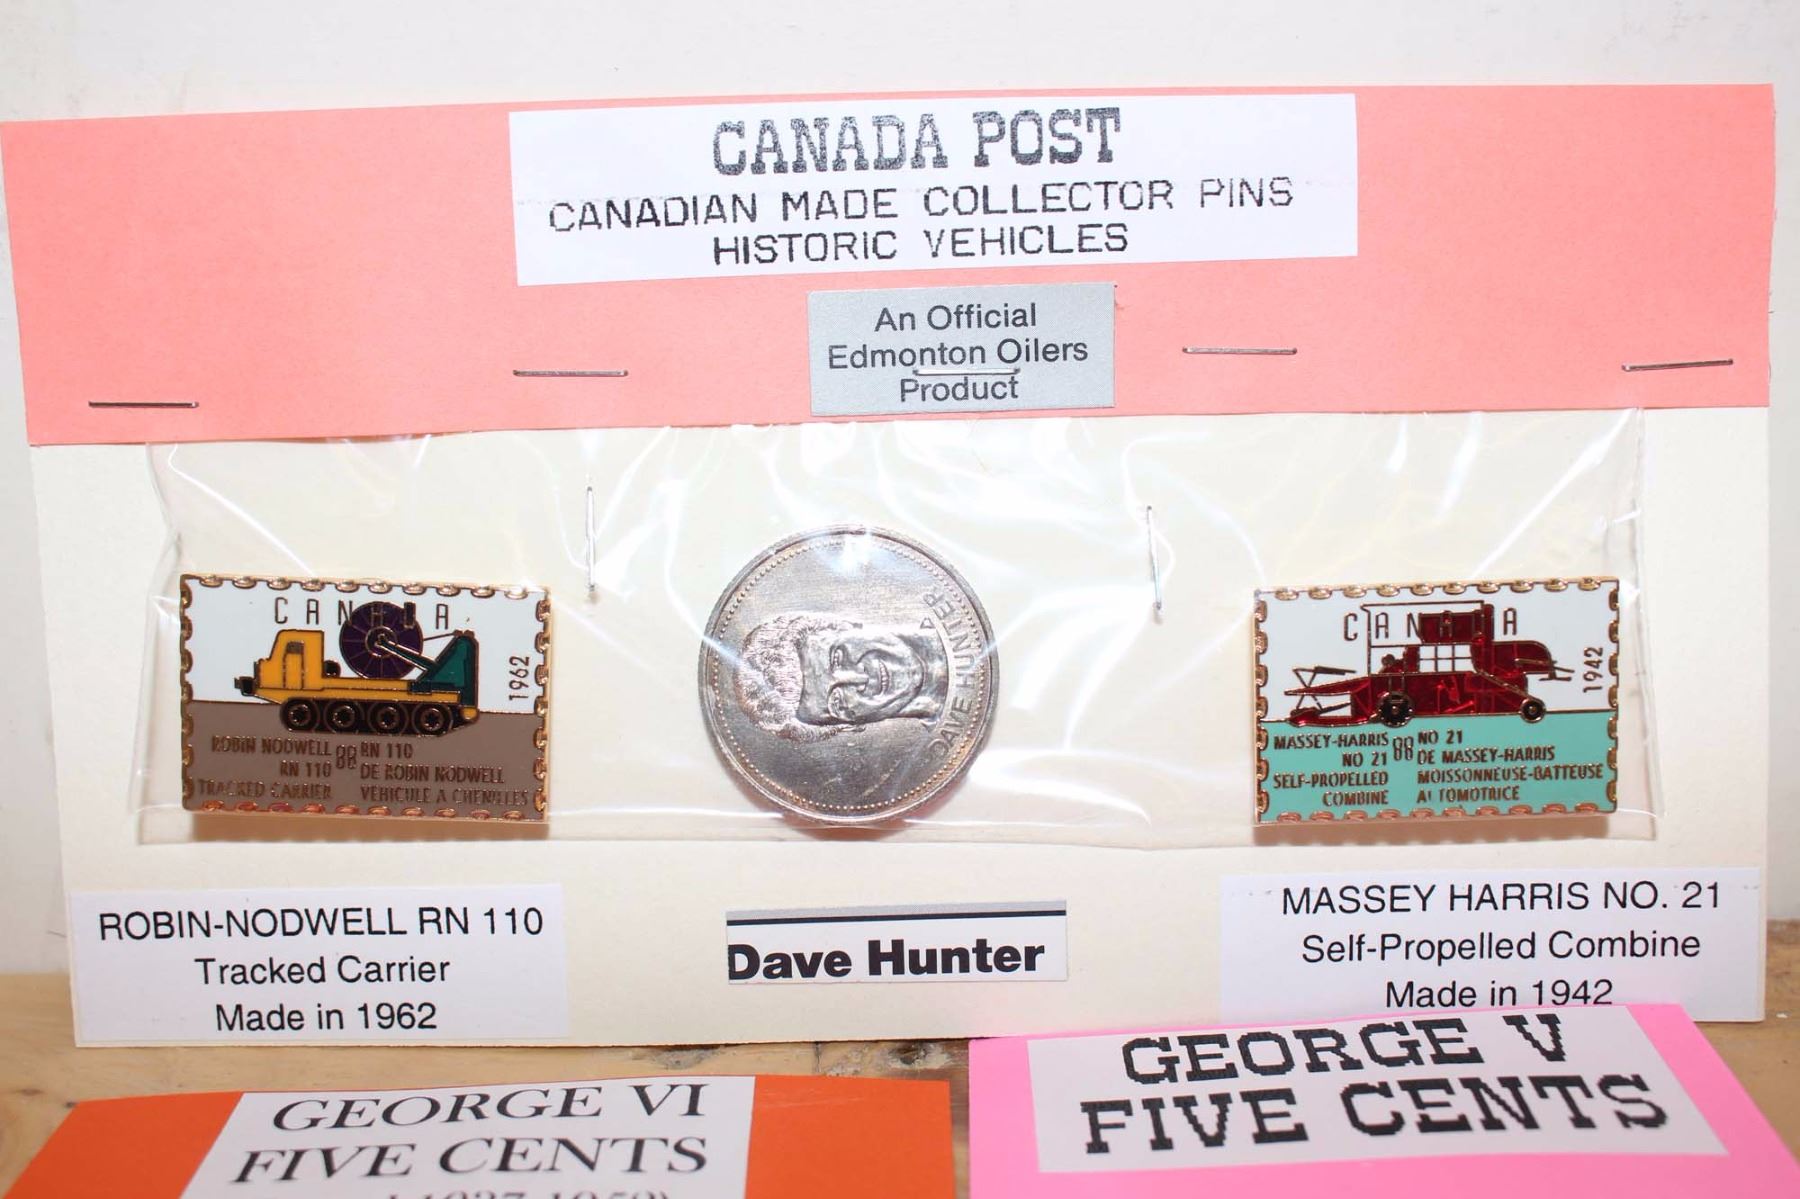 CANADA POST
CANADIAN MADE COLLECTOR PINS
HISTORIC VEHICLES
An Official
Edmonton Oilers
Product
CANADA
1962
ROBIN NODWELL
RN 110
TRACKED CARRIER
88
RN 110
DE ROBIN NODWELL
VEHICULE A CHENILLES
DAVE HUNTER
CANADA
1942
MASSEY-HARRIS
NO 21
SELF-PROPELLED
COMBINE
88
NO 21
DE MASSEY-HARRIS
MOISSONNEUSE-BATTEUSE
AUTOMOTRICE
ROBIN-NODWELL RN 110
Tracked Carrier
Made in 1962
Dave Hunter
MASSEY HARRIS NO. 21
Self-Propelled Combine
Made in 1942
GEORGE VI
FIVE CENTS
GEORGE V
FIVE CENTS